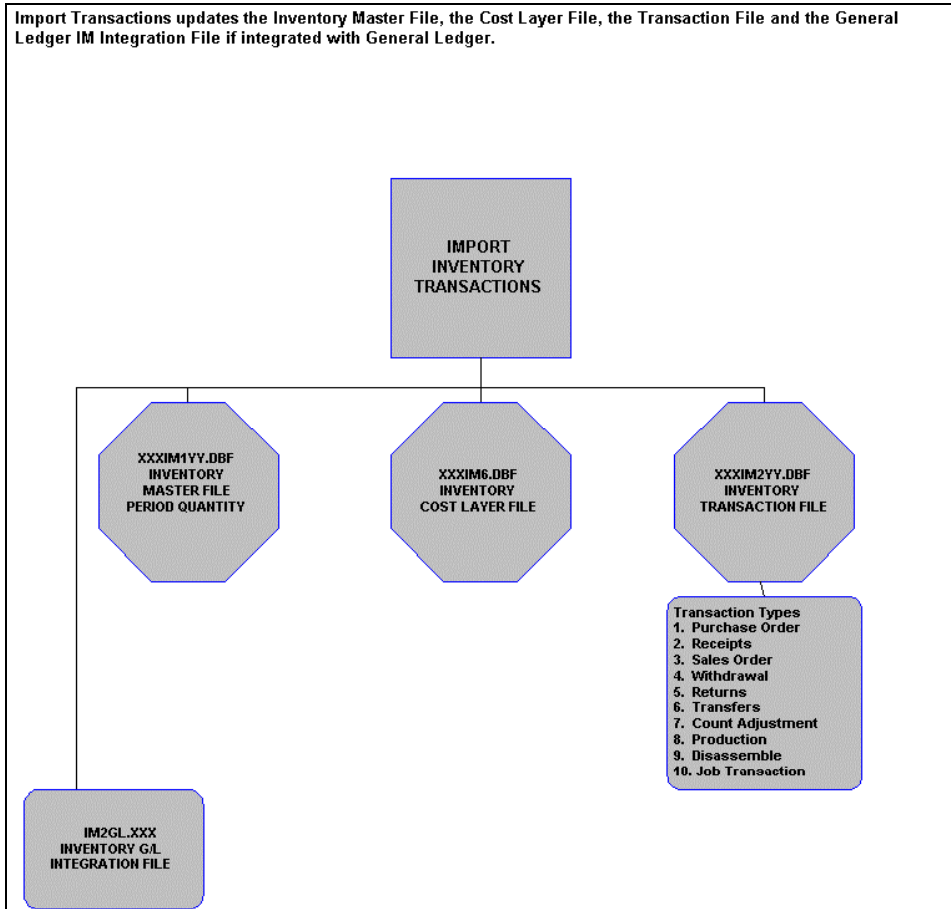 Import Transactions updates the Inventory Master File, the Cost Layer File, the Transaction File and the General
Ledger IM Integration File if integrated with General Ledger.
IMPORT
INVENTORY
TRANSACTIONS
XXXIM1YY.DBF
INVENTORY
MASTER FILE
PERIOD QUANTITY
XXXIM6.DBF
INVENTORY
COST LAYER FILE
XXXIM2YY.DBF
INVENTORY
TRANSACTION FILE
Transaction Types
1. Purchase Order
2. Receipts
3. Sales Order
4. Withdrawal
5. Returns
6. Transfers
7. Count Adjustment
8. Production
9. Disassemble
10. Job Transaction
IM2GL.XXX
INVENTORY G/L
INTEGRATION FILE